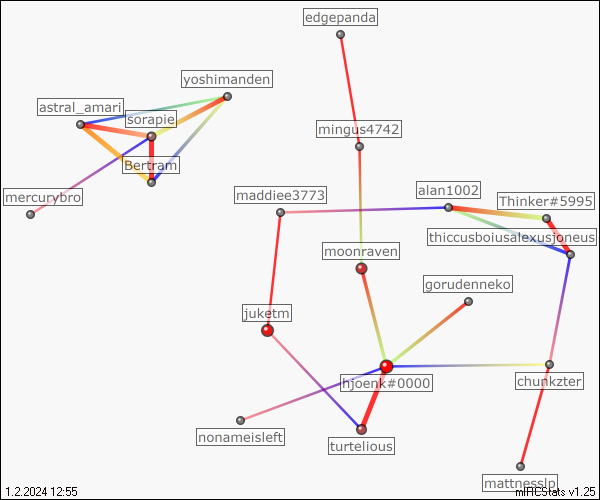 edgepanda
yoshimanden
astral_amari
sorapie
mingus4742
Bertram
mercurybro
maddiee3773
alan1002
Thinker#5995
thiccusboiusalexusjoneus
moonraven
gorudenneko
juketm
hjoenk#0000
chunkzter
nonameisleft
turtelious
mattnesslp
1.2.2024 12:55
mIRCStats v1.25